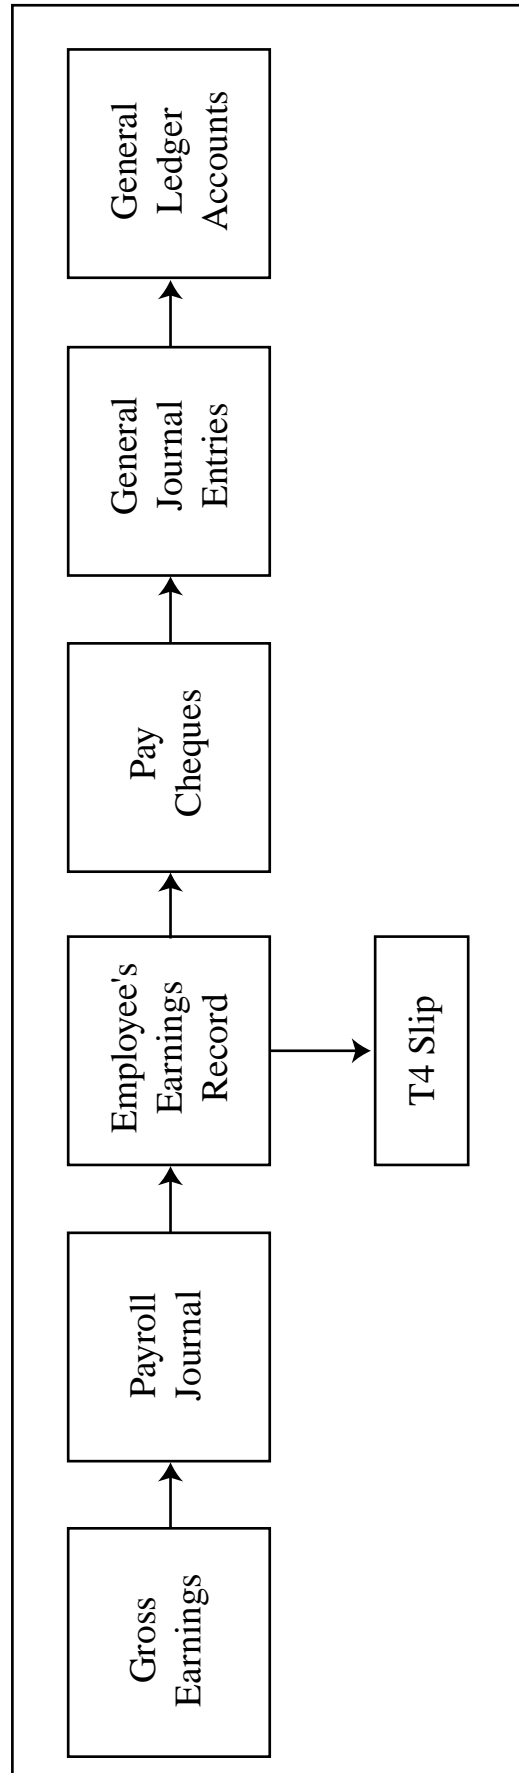 Gross
Earnings
Payroll
Journal
Employee's
Earnings
Record
T4 Slip
Pay
Cheques
General
Journal
Entries
General
Ledger
Accounts